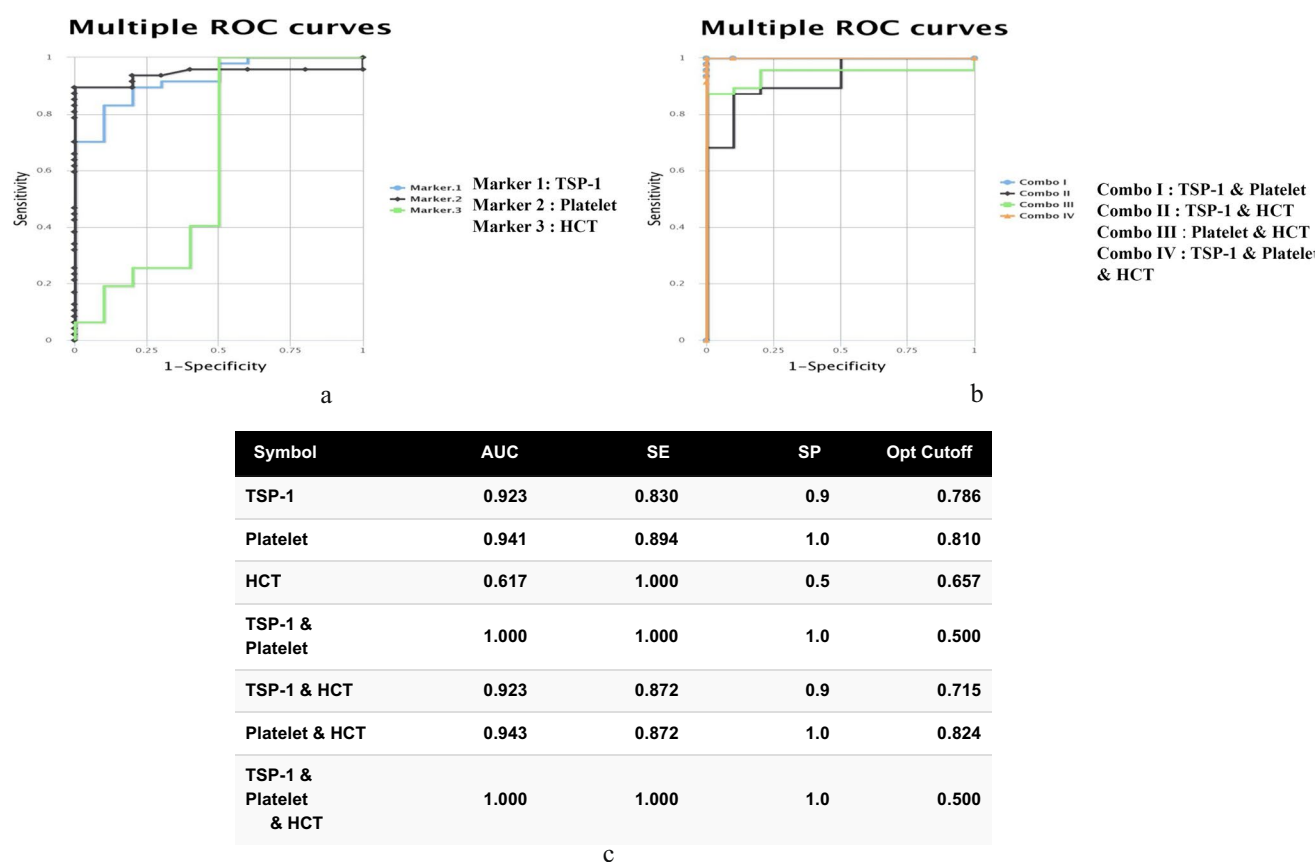 Multiple ROC curves
1
0.8
0.6
0.4
0.2
0
Sensitivity
0
0.25
0.5
0.75
1
1−Specificity
Marker.1
Marker.2
Marker.3
Marker 1: TSP-1
Marker 2 : Platelet
Marker 3 : HCT
a
Multiple ROC curves
1
0.8
0.6
0.4
0.2
0
Sensitivity
0
0.25
0.5
0.75
1
1−Specificity
Combo I
Combo II
Combo III
Combo IV
Combo I : TSP-1 & Platelet
Combo II : TSP-1 & HCT
Combo III : Platelet & HCT
Combo IV : TSP-1 & Platelet
& HCT
b
Symbol AUC SE SP Opt Cutoff
TSP-1 0.923 0.830 0.9 0.786
Platelet 0.941 0.894 1.0 0.810
HCT 0.617 1.000 0.5 0.657
TSP-1 &
Platelet 1.000 1.000 1.0 0.500
TSP-1 & HCT 0.923 0.872 0.9 0.715
Platelet & HCT 0.943 0.872 1.0 0.824
TSP-1 &
Platelet 1.000 1.000 1.0 0.500
& HCT
c